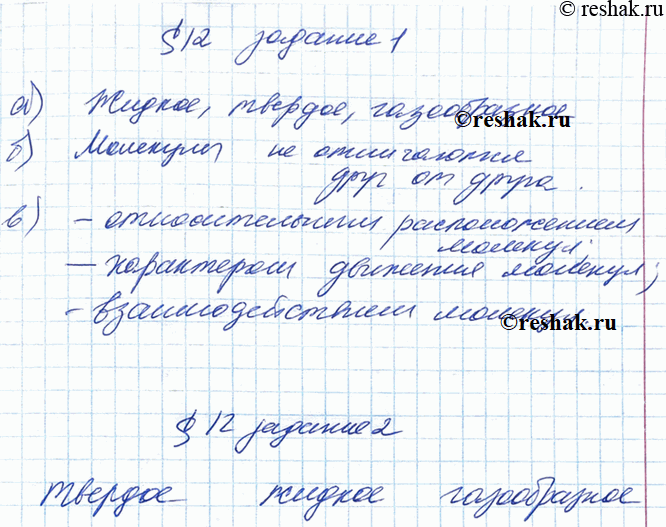 © reshak.ru
§12 задание 1
а) Жидкое, твердое, газообразное
© reshak.ru
б) Молекулы не отличаются
друг от друга.
в) - относительным расположением
молекул;
- характером движения молекул;
- взаимодействием молекул
© reshak.ru
§12 задание 2
твердое жидкое газообразное